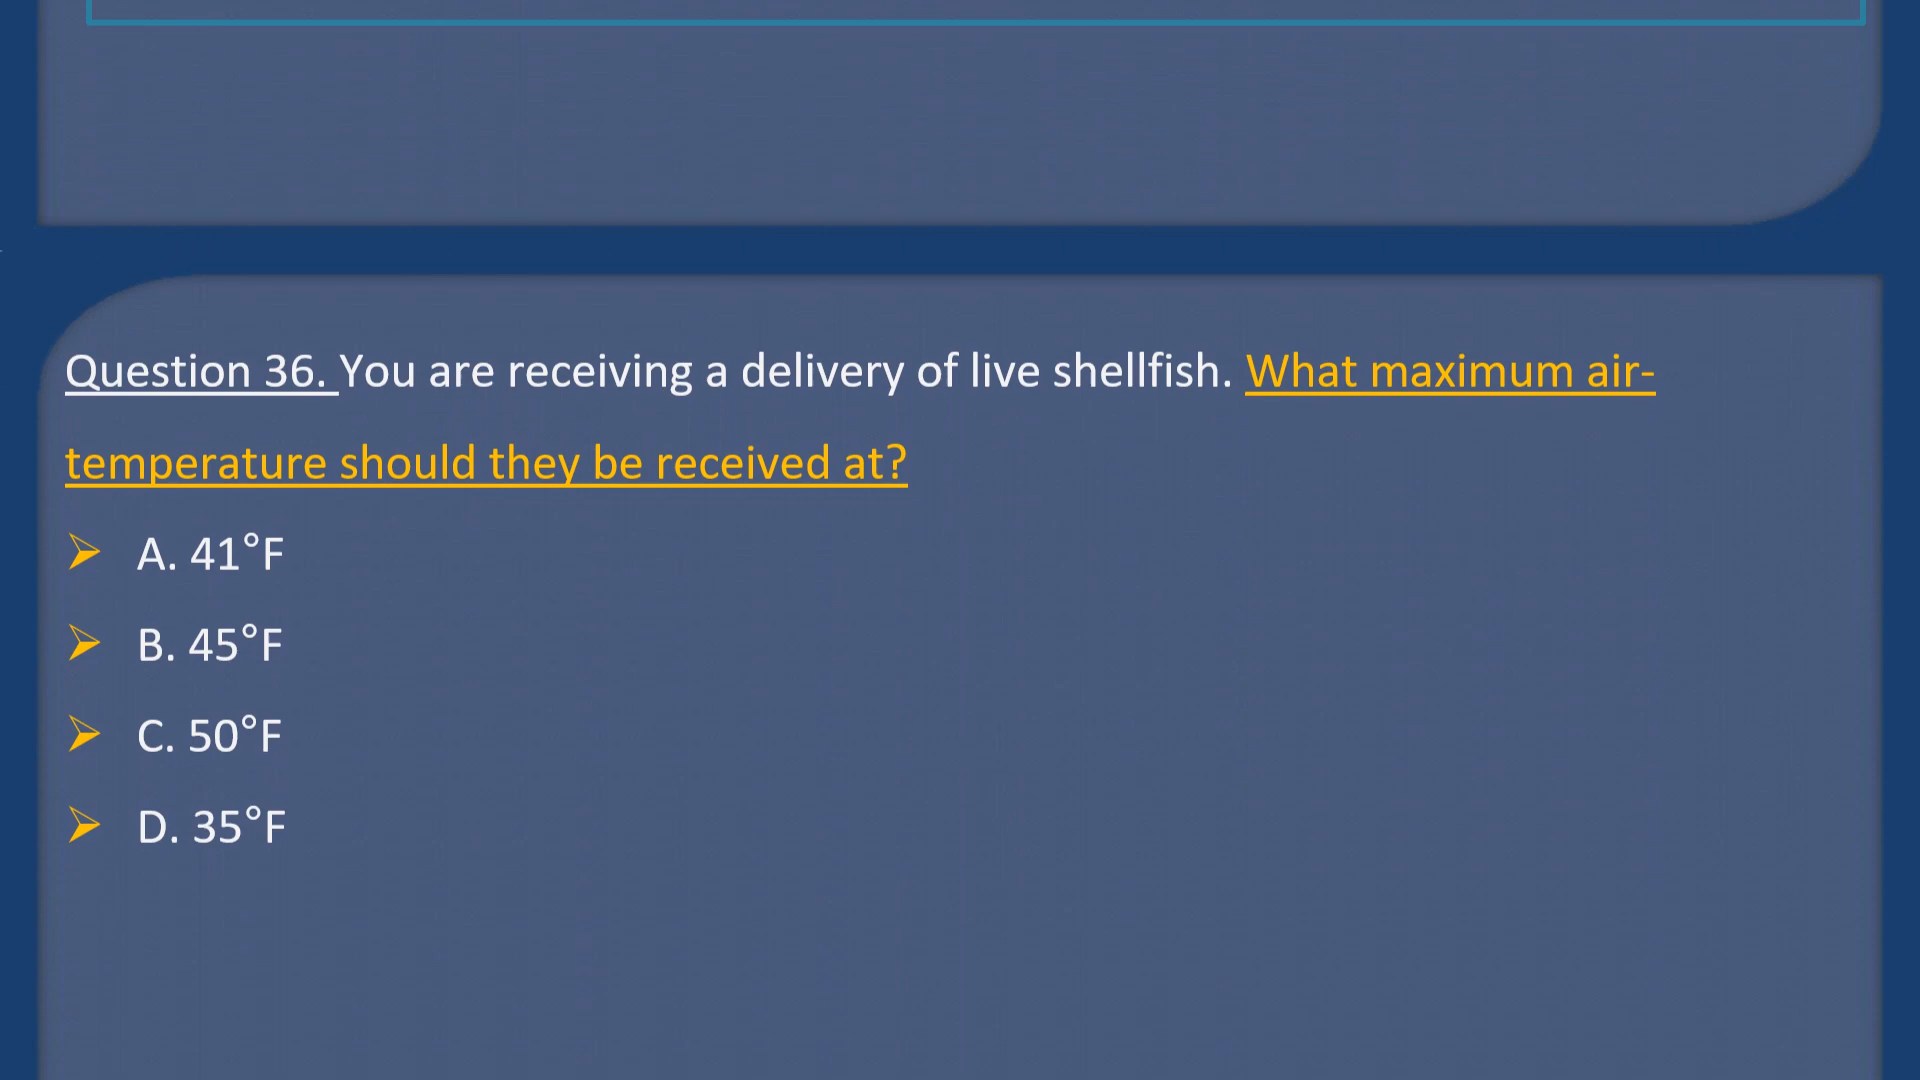 Question 36. You are receiving a delivery of live shellfish. What maximum air-
temperature should they be received at?
A. 41°F
B. 45°F
C. 50°F
D. 35°F